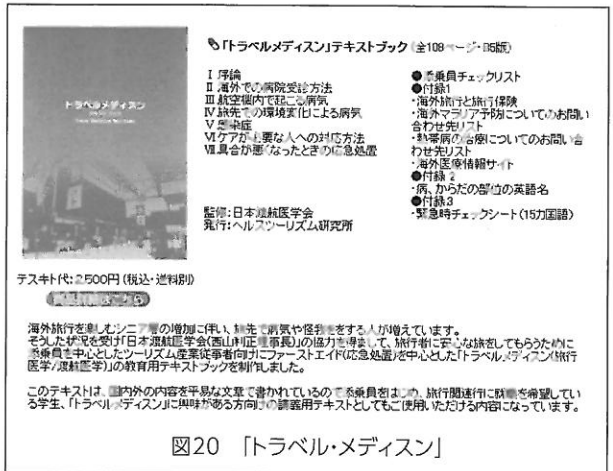 トラベルメディスン
「トラベルメディスン」テキストブック (全108ページ・B5版)
I 序論
II 海外での病院受診方法
III 航空機内で起こる病気
IV 旅先での環境変化による病気
V 感染症
VI ケアが必要な人への対応方法
VII 具合が悪くなったときの応急処置
監修:日本渡航医学会
発行:ヘルスツーリズム研究所
●添乗員チェックリスト
●付録1
・海外旅行と旅行保険
・海外マラリア予防についてのお問い
合わせ先リスト
・熱帯病の治療についてのお問い合
わせ先リスト
・海外医療情報サイト
●付録2
・病、からだの部位の英語名
●付録3
・緊急時チェックシート(15カ国語)
テスキト代:2,500円(税込・送料別)
商品詳細はこちら
海外旅行を楽しむシニア層の増加に伴い、旅先で病気や怪我をする人が増えています。
そうした状況を受け「日本渡航医学会(西山利正理事長)」の協力を得まして、旅行者に安心な旅をしてもらうために
添乗員を中心としたツーリズム産業従事者向けにファーストエイド(応急処置)を中心とした「トラベルメディスン(旅行
医学/渡航医学)」の教育用テキストブックを制作しました。
このテキストは、国内外の内容を平易な文章で書かれているので添乗員をはじめ、旅行関連行に就職を希望してい
る学生、「トラベルメディスン」に興味がある方向けの講義用テキストとしてもご使用いただける内容になっています。
図20 「トラベル・メディスン」